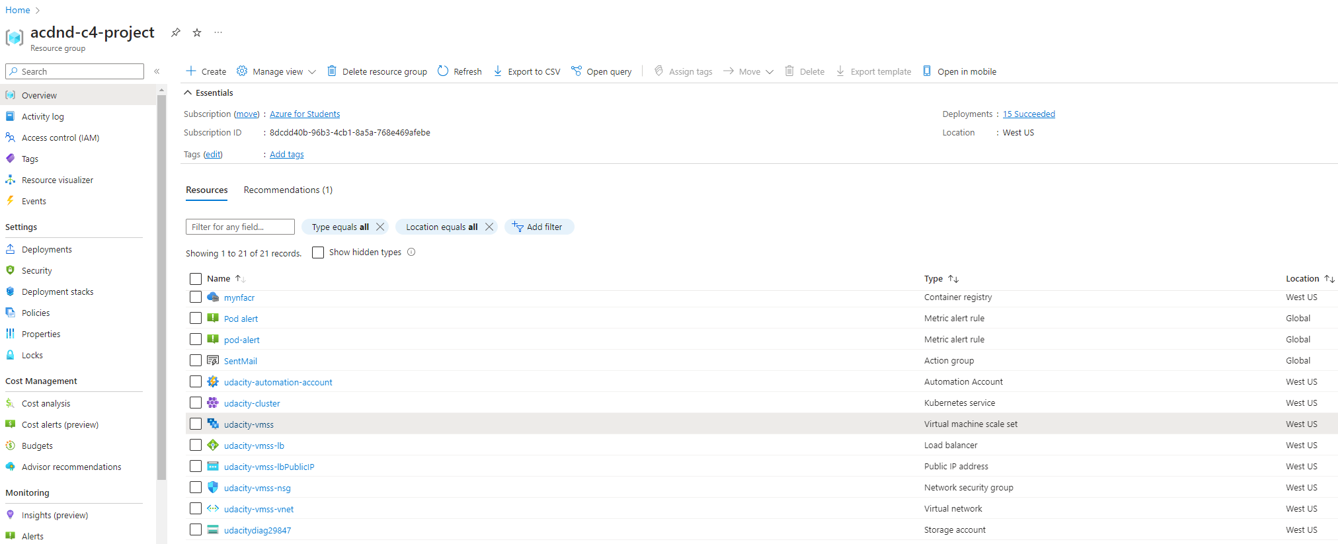 Home
acdnd-c4-project
Resource group
Search
Overview
Activity log
Access control (IAM)
Tags
Resource visualizer
Events
Settings
Deployments
Security
Deployment stacks
Policies
Properties
Locks
Cost Management
Cost analysis
Cost alerts (preview)
Budgets
Advisor recommendations
Monitoring
Insights (preview)
Alerts
Create Manage view Delete resource group Refresh Export to CSV Open query Assign tags Move Delete Export template Open in mobile
Essentials
Subscription (move) : Azure for Students Deployments : 15 Succeeded
Subscription ID : 8dcdd40b-96b3-4cb1-8a5a-768e469afebe Location : West US
Tags (edit) : Add tags
Resources Recommendations (1)
Filter for any field... Type equals all Location equals all Add filter
Showing 1 to 21 of 21 records. Show hidden types
Name Type Location
mynfacr Container registry West US
Pod alert Metric alert rule Global
pod-alert Metric alert rule Global
SentMail Action group Global
udacity-automation-account Automation Account West US
udacity-cluster Kubernetes service West US
udacity-vmss Virtual machine scale set West US
udacity-vmss-lb Load balancer West US
udacity-vmss-lbPublicIP Public IP address West US
udacity-vmss-nsg Network security group West US
udacity-vmss-vnet Virtual network West US
udacitydiag29847 Storage account West US